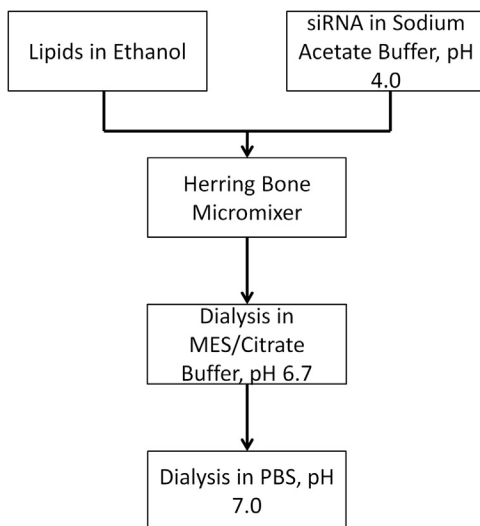 Lipids in Ethanol
siRNA in Sodium
Acetate Buffer, pH
4.0
Herring Bone
Micromixer
Dialysis in
MES/Citrate
Buffer, pH 6.7
Dialysis in PBS, pH
7.0